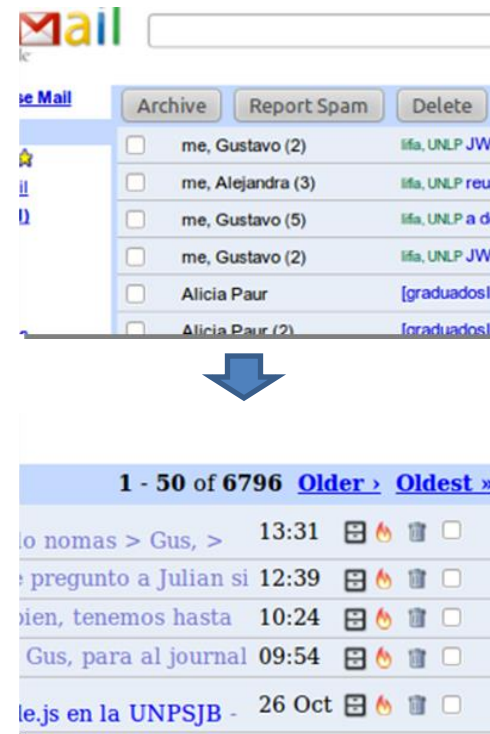 Mail
se Mail
Archive Report Spam Delete
me, Gustavo (2) lifia, UNLP JW
me, Alejandra (3) lifia, UNLP reu
me, Gustavo (5) lifia, UNLP a d
me, Gustavo (2) lifia, UNLP JW
Alicia Paur [graduadosl
Alicia Paur (2) [graduadosl
1 - 50 of 6796 Older › Oldest »
lo nomas > Gus, > 13:31
pregunto a Julian si 12:39
bien, tenemos hasta 10:24
Gus, para al journal 09:54
le.js en la UNPSJB - 26 Oct